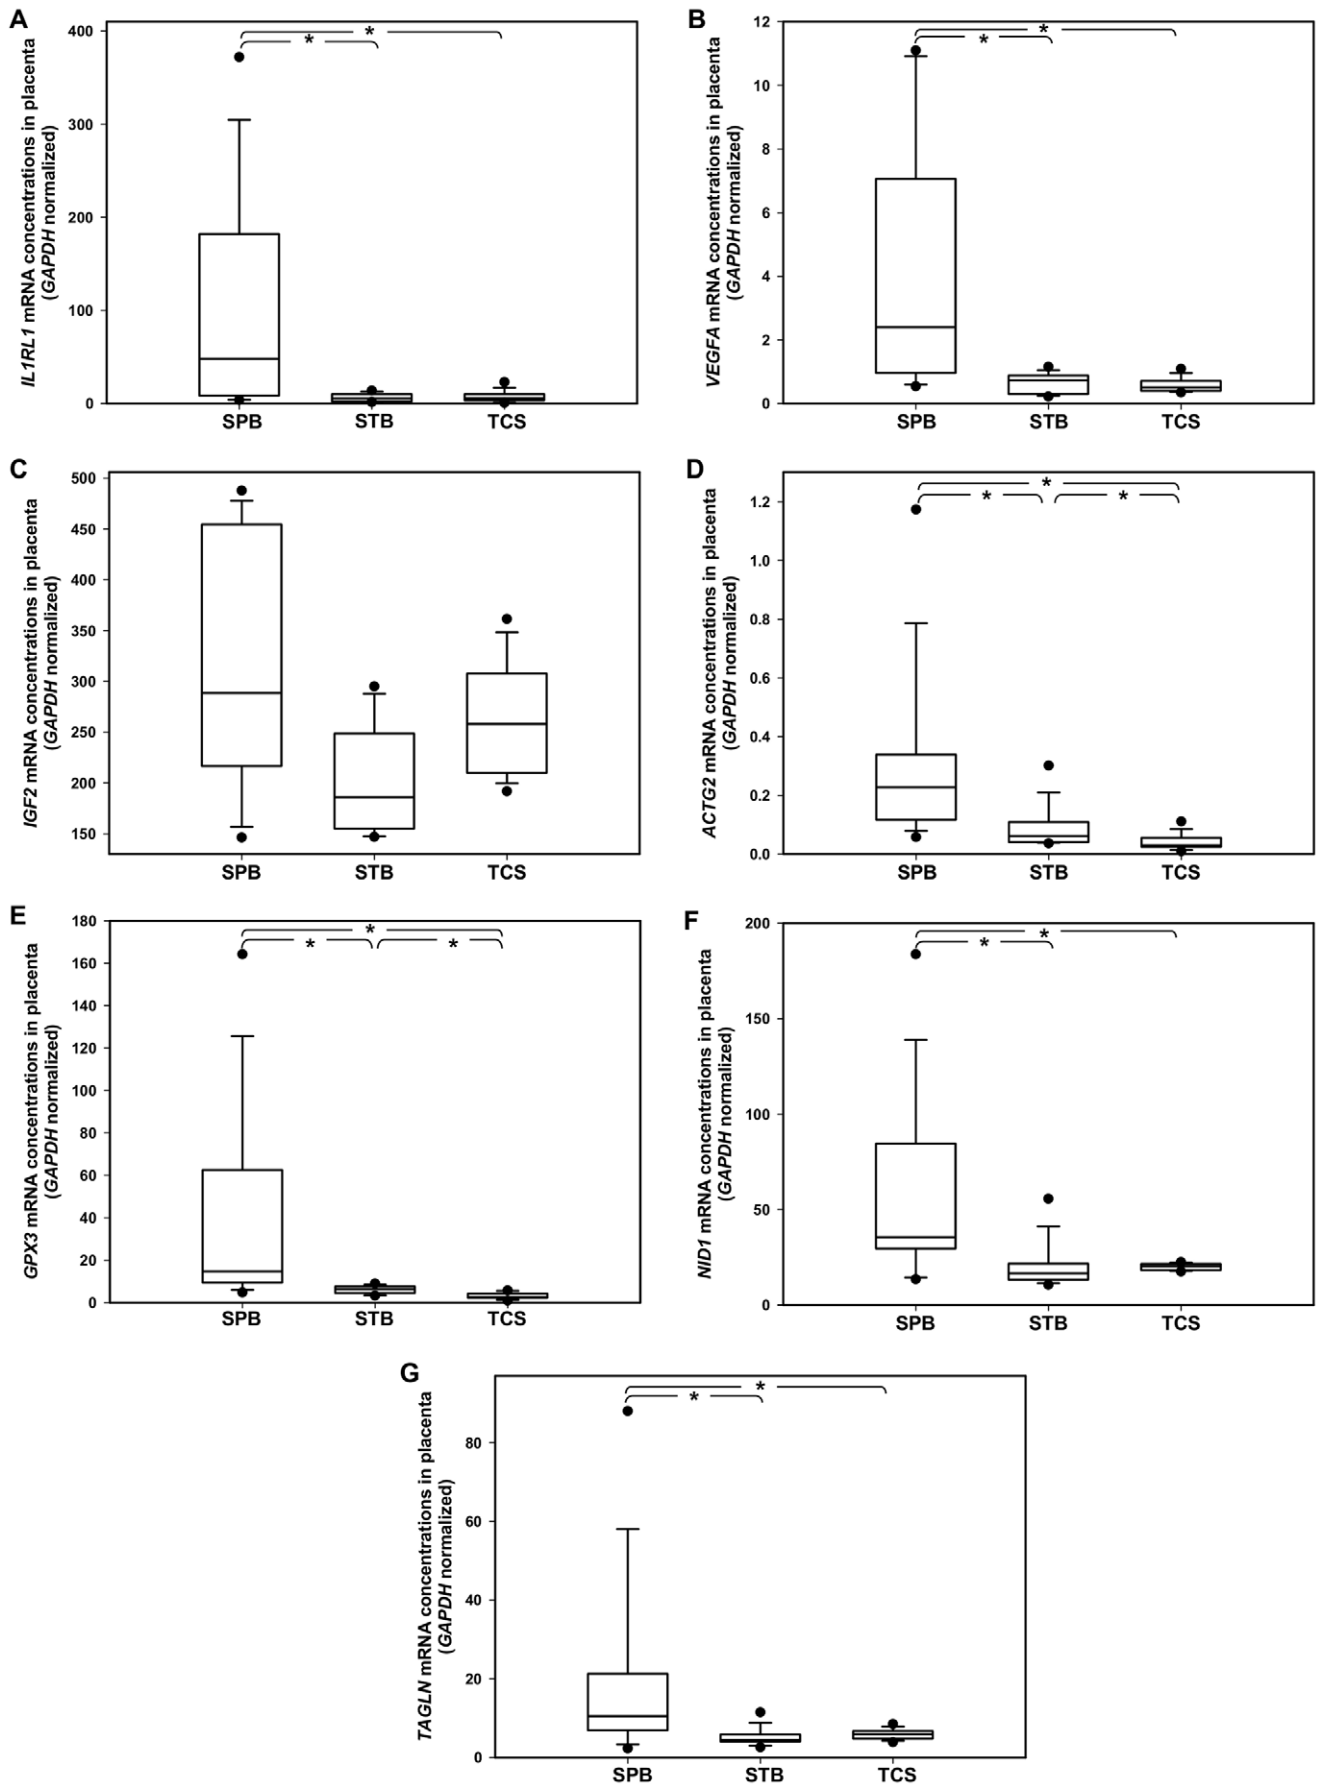 A
IL1RL1 mRNA concentrations in placenta
(GAPDH normalized)
400
300
200
100
0
* *
SPB STB TCS
B
VEGFA mRNA concentrations in placenta
(GAPDH normalized)
12
10
8
6
4
2
0
* *
SPB STB TCS
C
IGF2 mRNA concentrations in placenta
(GAPDH normalized)
500
450
400
350
300
250
200
150
SPB STB TCS
D
ACTG2 mRNA concentrations in placenta
(GAPDH normalized)
1.2
1.0
0.8
0.6
0.4
0.2
0.0
*
* *
SPB STB TCS
E
GPX3 mRNA concentrations in placenta
(GAPDH normalized)
180
160
140
120
100
80
60
40
20
0
*
* *
SPB STB TCS
F
NID1 mRNA concentrations in placenta
(GAPDH normalized)
200
150
100
50
0
* *
SPB STB TCS
G
TAGLN mRNA concentrations in placenta
(GAPDH normalized)
80
60
40
20
0
* *
SPB STB TCS